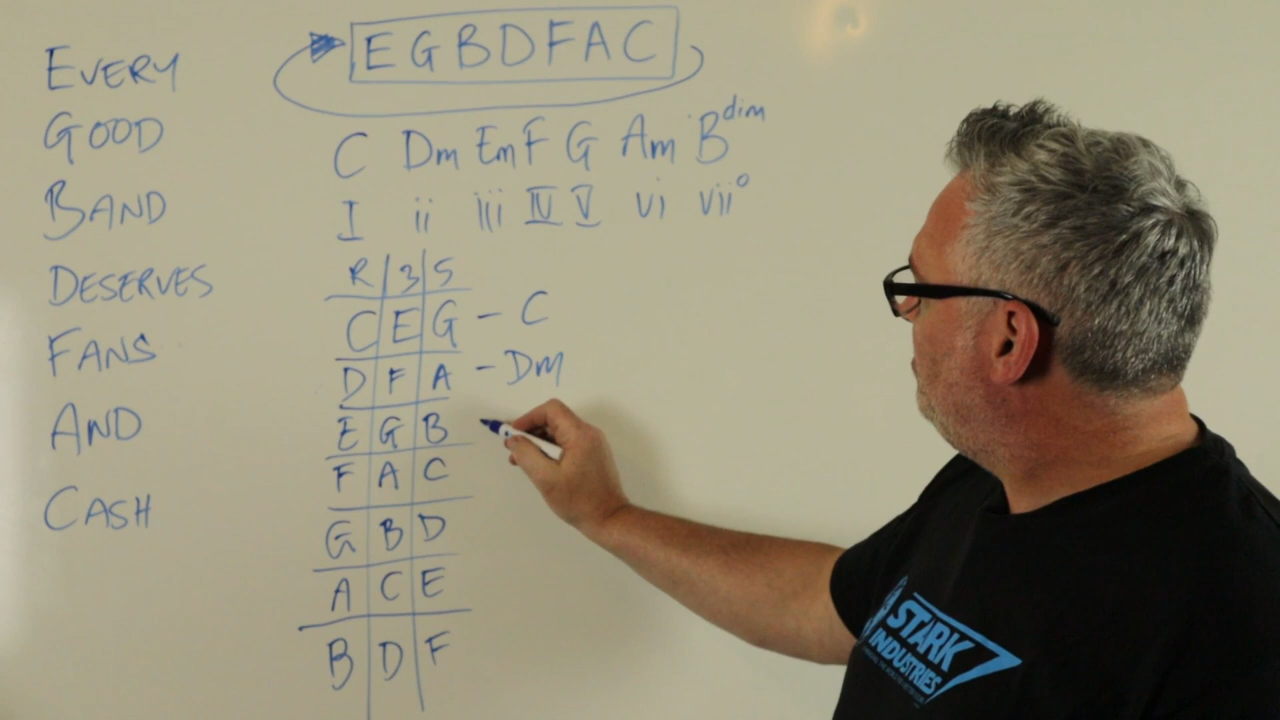 EVERY
GOOD
BAND
DESERVES
FANS
AND
CASH
EGBDFAC
C Dm Em F G Am Bdim
I ii iii IV V vi vii°
R 3 5
C E G - C
D F A - Dm
E G B
F A C
G B D
A C E
B D F
STARK
INDUSTRIES